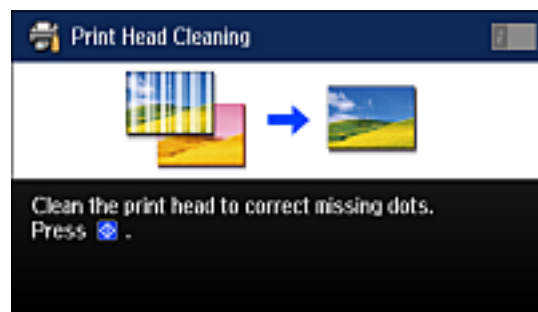 Print Head Cleaning
Clean the print head to correct missing dots.
Press .